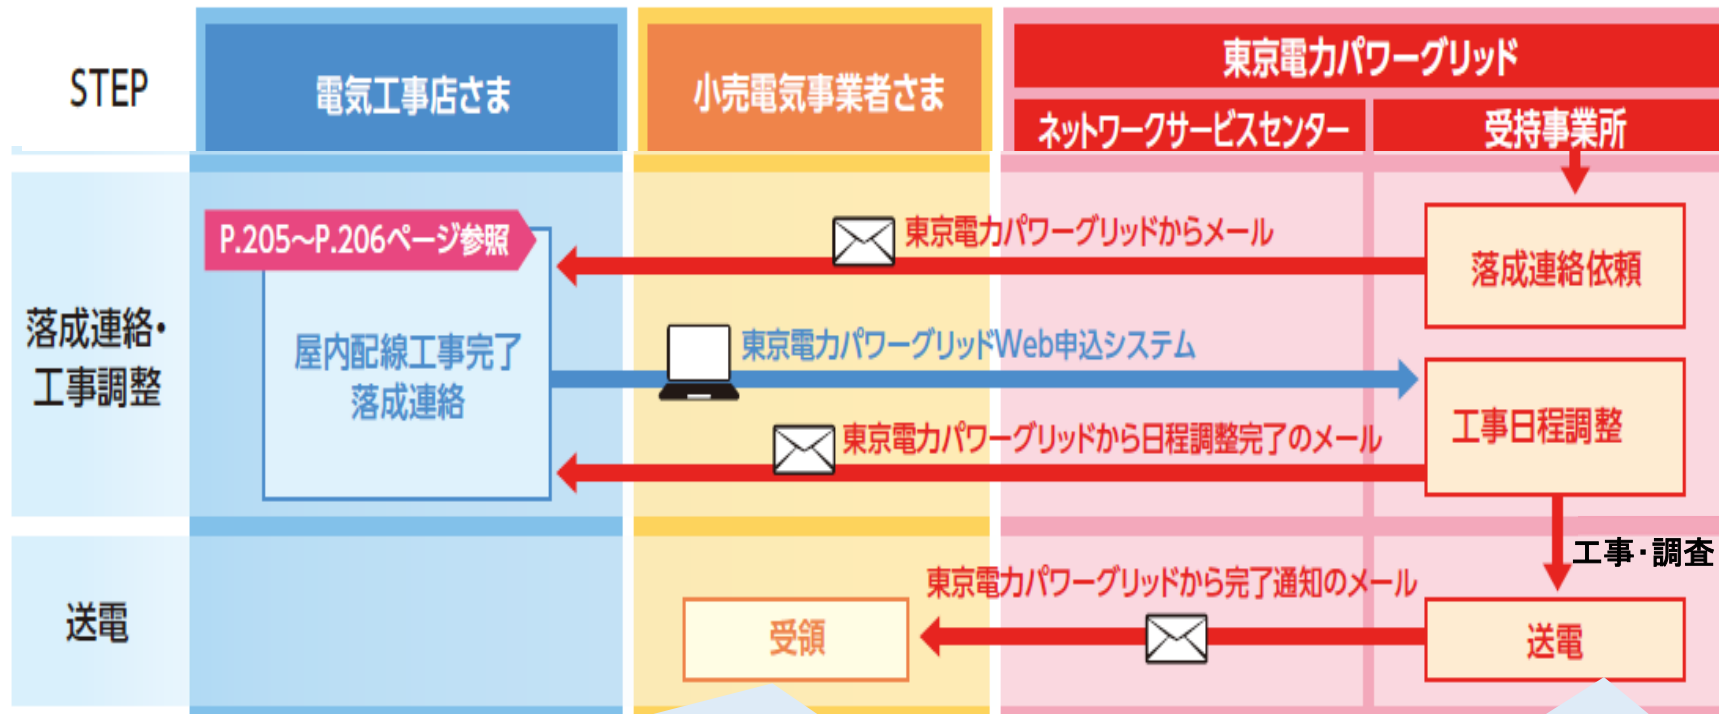 STEP
電気工事店さま
小売電気事業者さま
東京電力パワーグリッド
ネットワークサービスセンター
受持事業所
落成連絡・
工事調整
P.205～P.206ページ参照
東京電力パワーグリッドからメール
落成連絡依頼
屋内配線工事完了
落成連絡
東京電力パワーグリッドWeb申込システム
工事日程調整
東京電力パワーグリッドから日程調整完了のメール
工事・調査
送電
受領
東京電力パワーグリッドから完了通知のメール
送電